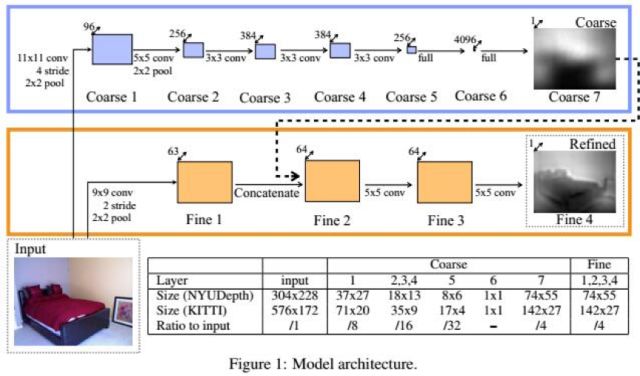 96 256 384 384 256 4096 1 Coarse
11x11 conv 5x5 conv 3x3 conv 3x3 conv 3x3 conv full full
4 stride 2x2 pool
2x2 pool
Coarse 1 Coarse 2 Coarse 3 Coarse 4 Coarse 5 Coarse 6 Coarse 7
63 64 64 1 Refined
9x9 conv Concatenate 5x5 conv 5x5 conv
2 stride
2x2 pool
Fine 1 Fine 2 Fine 3 Fine 4
Input
Coarse Fine
Layer input 1 2,3,4 5 6 7 1,2,3,4
Size (NYUDepth) 304x228 37x27 18x13 8x6 1x1 74x55 74x55
Size (KITTI) 576x172 71x20 35x9 17x4 1x1 142x27 142x27
Ratio to input /1 /8 /16 /32 – /4 /4
Figure 1: Model architecture.